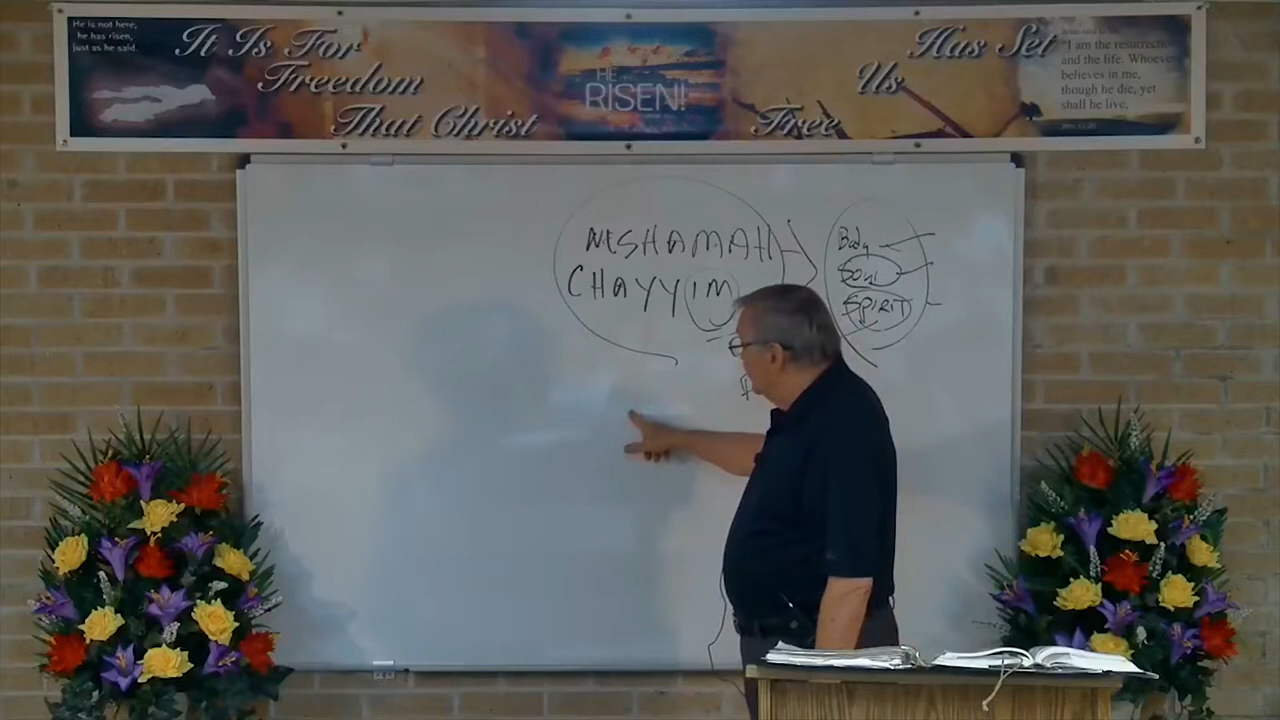 He is not here;
he has risen,
just as he said.
It Is For
Freedom
That Christ
HE
RISEN!
Has Set
Us
Free
"I am the resurrection
and the life. Whoever
believes in me,
though he die, yet
shall he live,
NESHAMAH
CHAYYIM
Body
Soul
SPIRIT